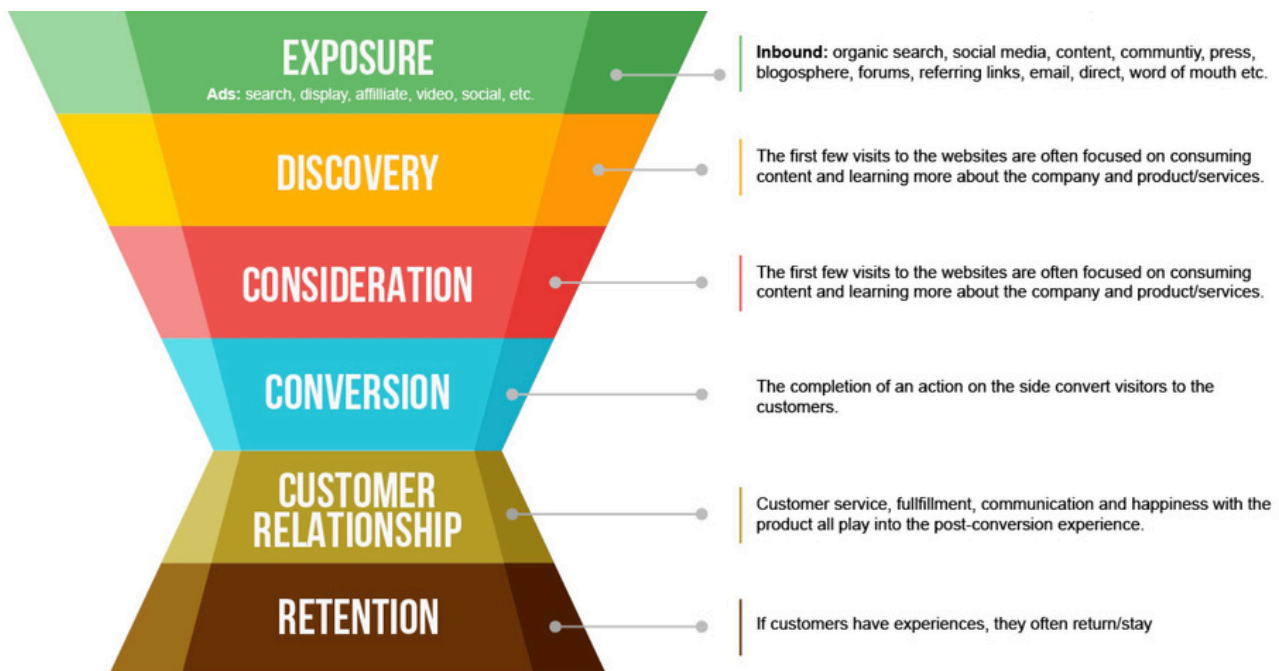 EXPOSURE
Ads: search, display, affilliate, video, social, etc.
Inbound: organic search, social media, content, communtiy, press,
blogosphere, forums, referring links, email, direct, word of mouth etc.
DISCOVERY
The first few visits to the websites are often focused on consuming
content and learning more about the company and product/services.
CONSIDERATION
The first few visits to the websites are often focused on consuming
content and learning more about the company and product/services.
CONVERSION
The completion of an action on the side convert visitors to the
customers.
CUSTOMER
RELATIONSHIP
Customer service, fullfillment, communication and happiness with the
product all play into the post-conversion experience.
RETENTION
If customers have experiences, they often return/stay